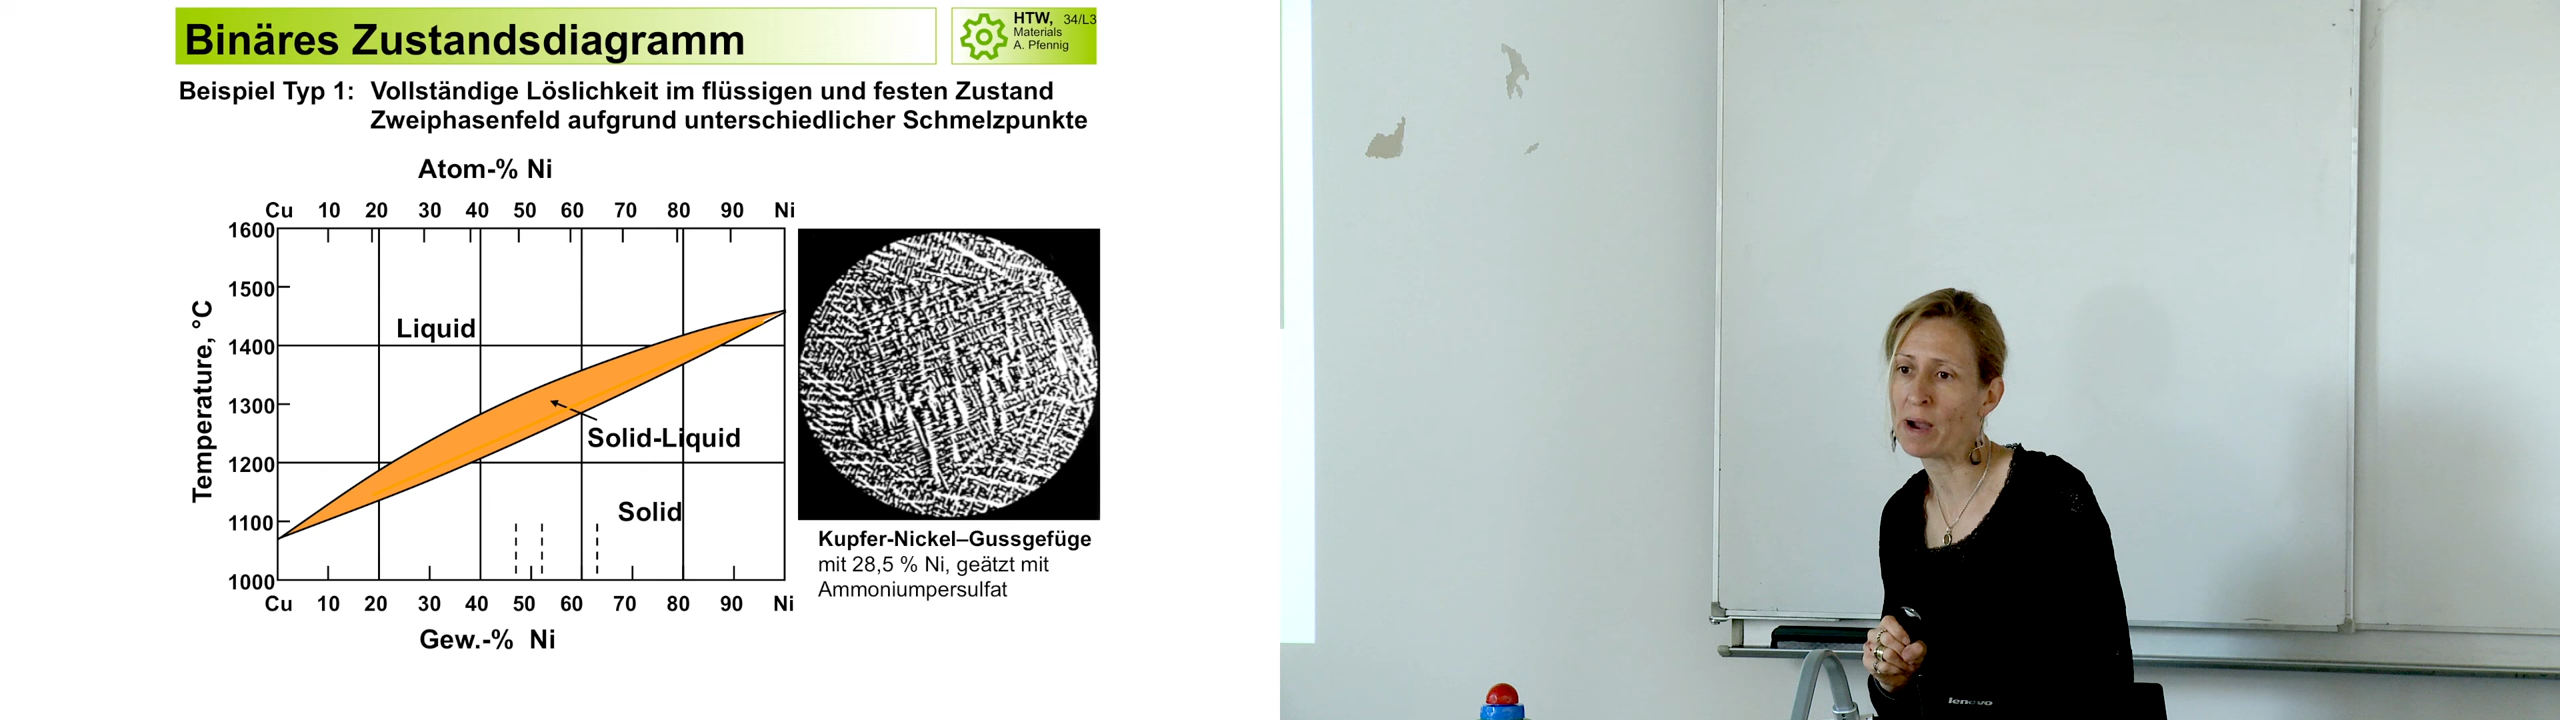 Binäres Zustandsdiagramm
HTW, 34/L3
Materials
A. Pfennig
Beispiel Typ 1: Vollständige Löslichkeit im flüssigen und festen Zustand
Zweiphasenfeld aufgrund unterschiedlicher Schmelzpunkte
Atom-% Ni
Cu 10 20 30 40 50 60 70 80 90 Ni
1600
1500
1400
1300
1200
1100
1000
Temperature, °C
Liquid
Solid-Liquid
Solid
Cu 10 20 30 40 50 60 70 80 90 Ni
Gew.-% Ni
Kupfer-Nickel–Gussgefüge
mit 28,5 % Ni, geätzt mit
Ammoniumpersulfat
lenovo